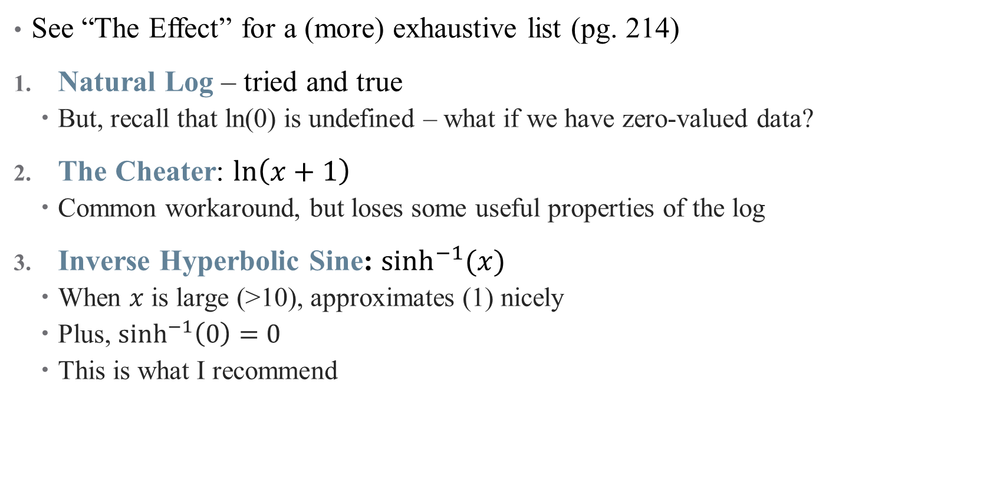 • See “The Effect” for a (more) exhaustive list (pg. 214)
1. Natural Log – tried and true
• But, recall that ln(0) is undefined – what if we have zero-valued data?
2. The Cheater: ln(x + 1)
• Common workaround, but loses some useful properties of the log
3. Inverse Hyperbolic Sine: sinh⁻¹(x)
• When x is large (>10), approximates (1) nicely
• Plus, sinh⁻¹(0) = 0
• This is what I recommend